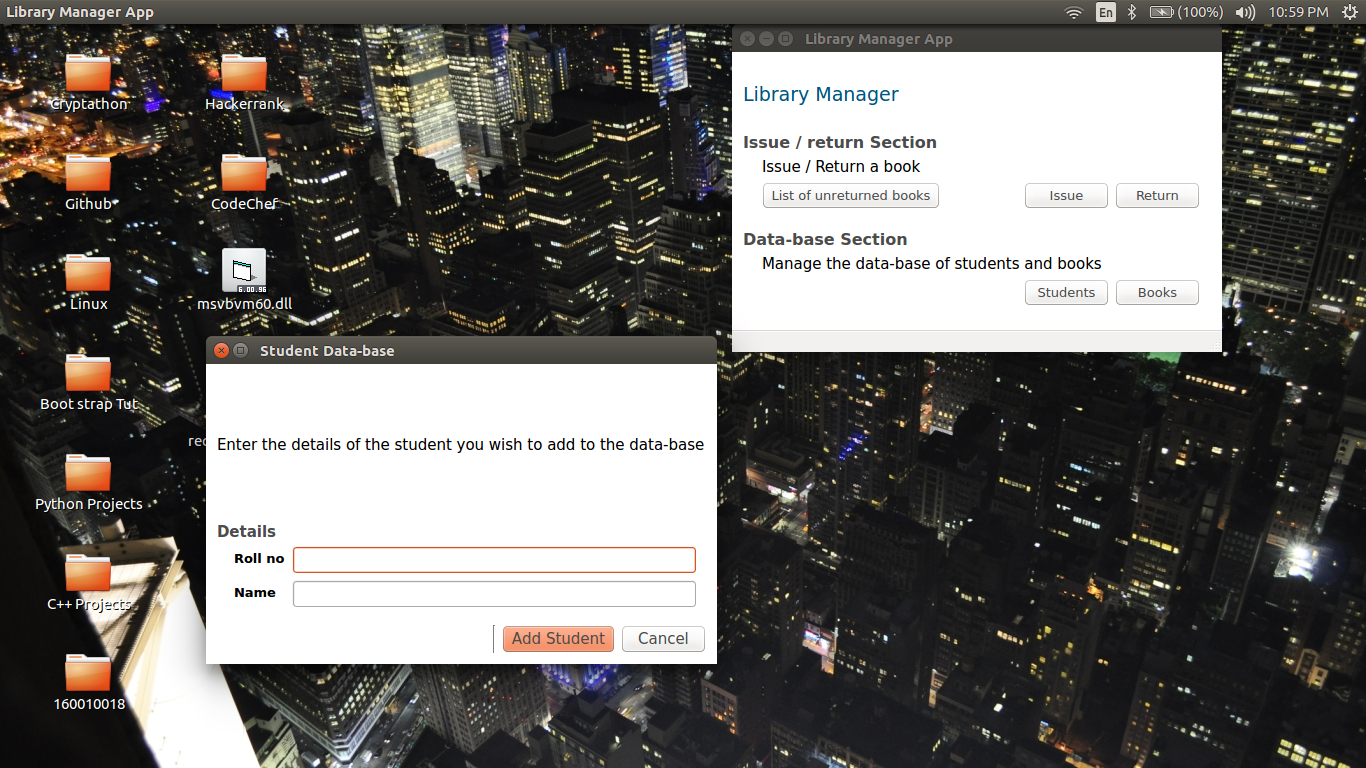 Library Manager App
En
(100%)
10:59 PM
Cryptathon
Hackerrank
Github
CodeChef
Linux
msvbvm60.dll
6.00.96
Boot strap Tut
Python Projects
C++ Projects
160010018
Library Manager App
Library Manager
Issue / return Section
Issue / Return a book
List of unreturned books Issue Return
Data-base Section
Manage the data-base of students and books
Students Books
Student Data-base
Enter the details of the student you wish to add to the data-base
Details
Roll no
Name
Add Student Cancel